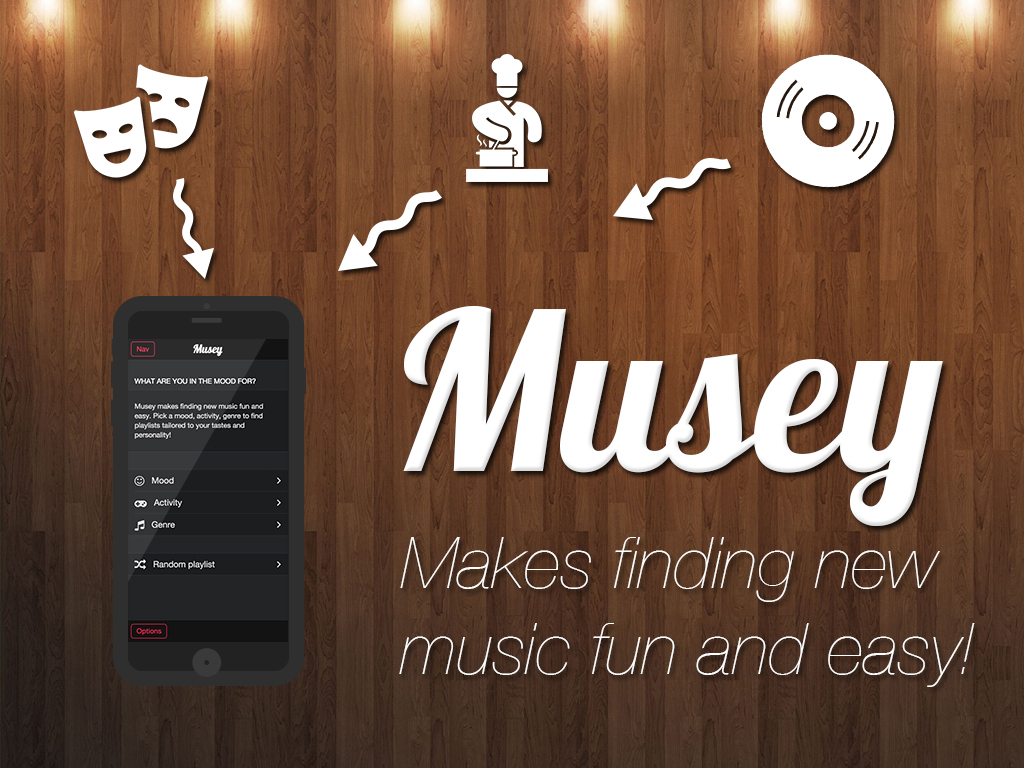 Nav
Musey
WHAT ARE YOU IN THE MOOD FOR?
Musey makes finding new music fun and
easy. Pick a mood, activity, genre to find
playlists tailored to your tastes and
personality!
Mood
Activity
Genre
Random playlist
Options
Musey
Makes finding new
music fun and easy!